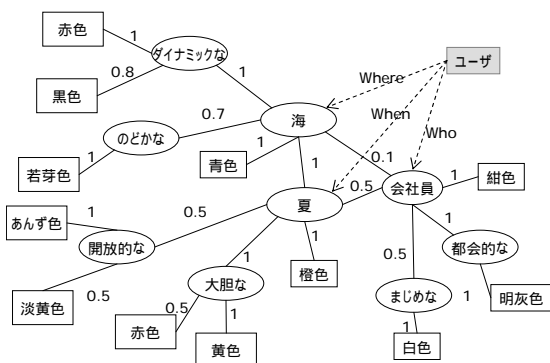 赤色
1
ダイナミックな
ユーザ
0.8
1
Where
黒色
When
0.7
海
Who
のどかな
1
青色
1
0.1
若芽色
1
0.5
会社員
1
紺色
あんず色
1
0.5
夏
開放的な
1
1
0.5
1
都会的な
淡黄色
0.5
大胆な
橙色
まじめな
1
0.5
1
明灰色
赤色
黄色
1
白色